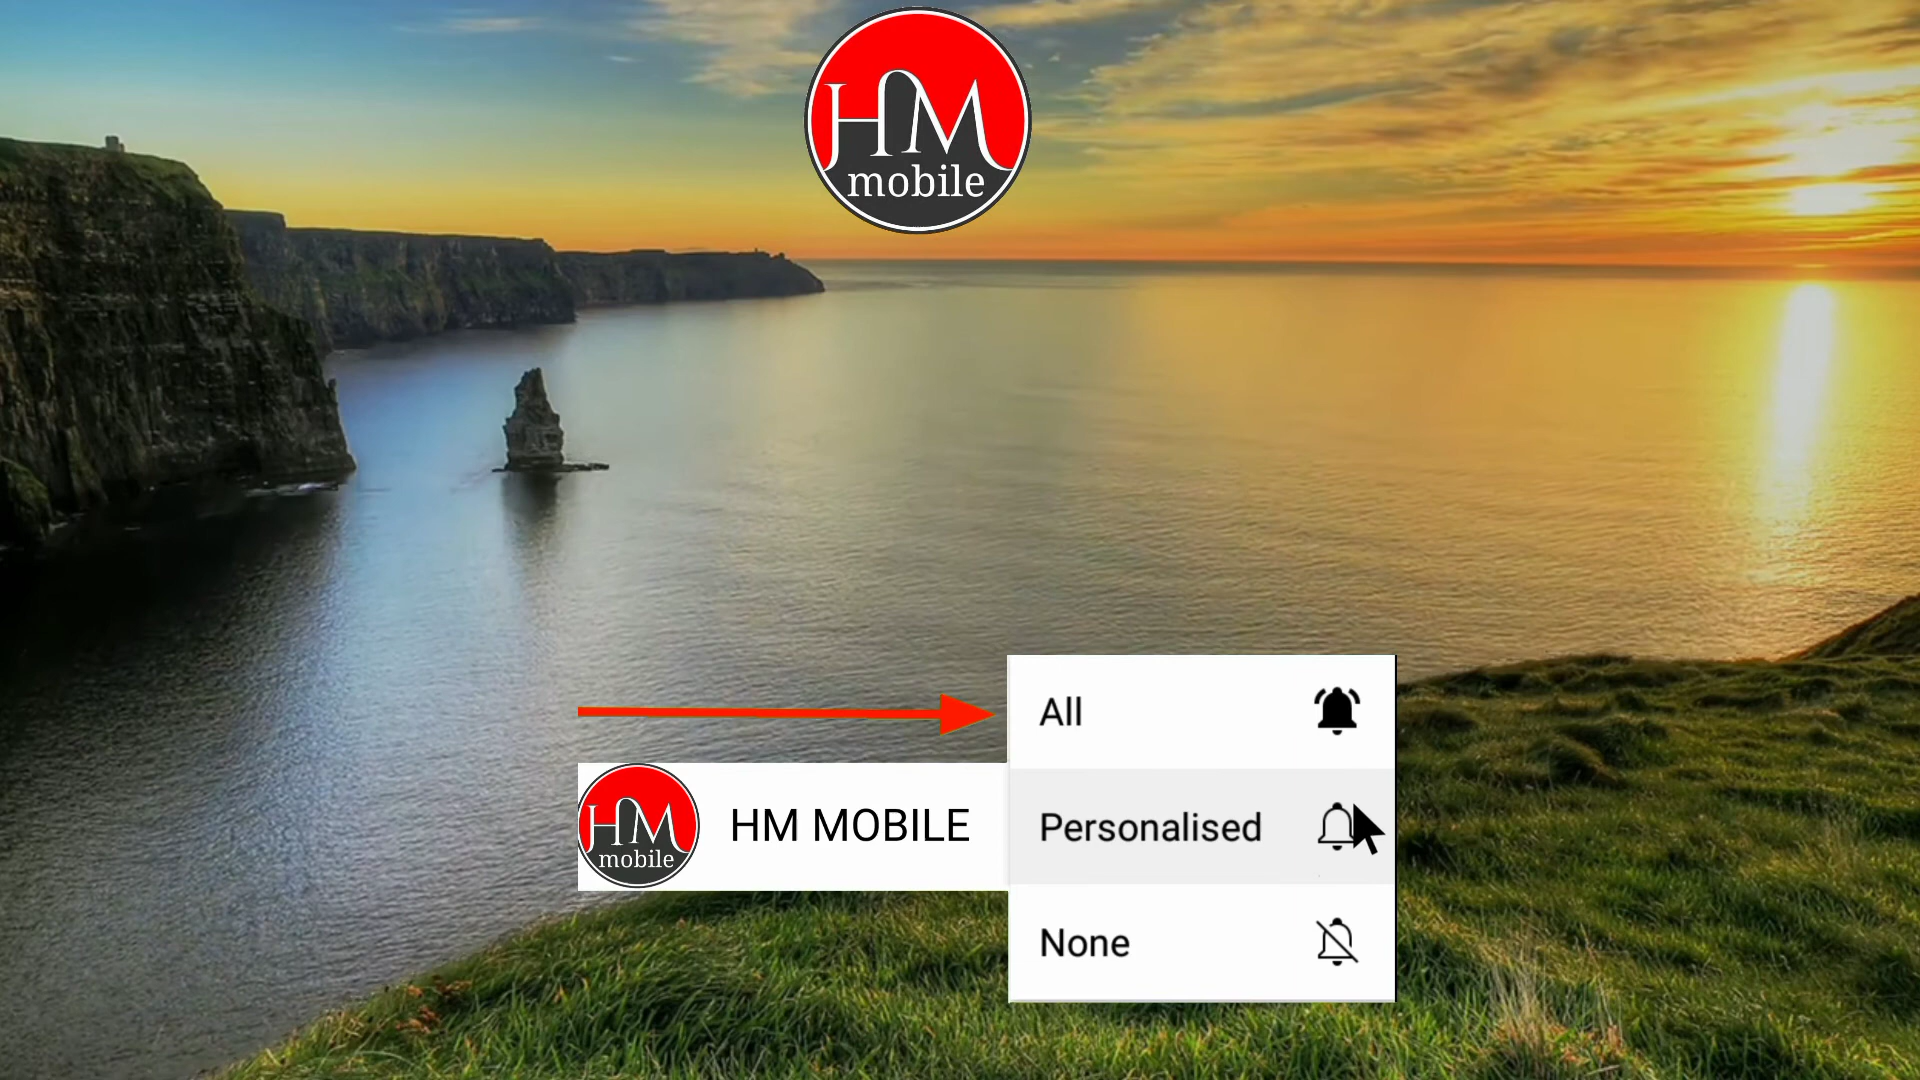 HM
mobile
All
HM
mobile
HM MOBILE
Personalised
None